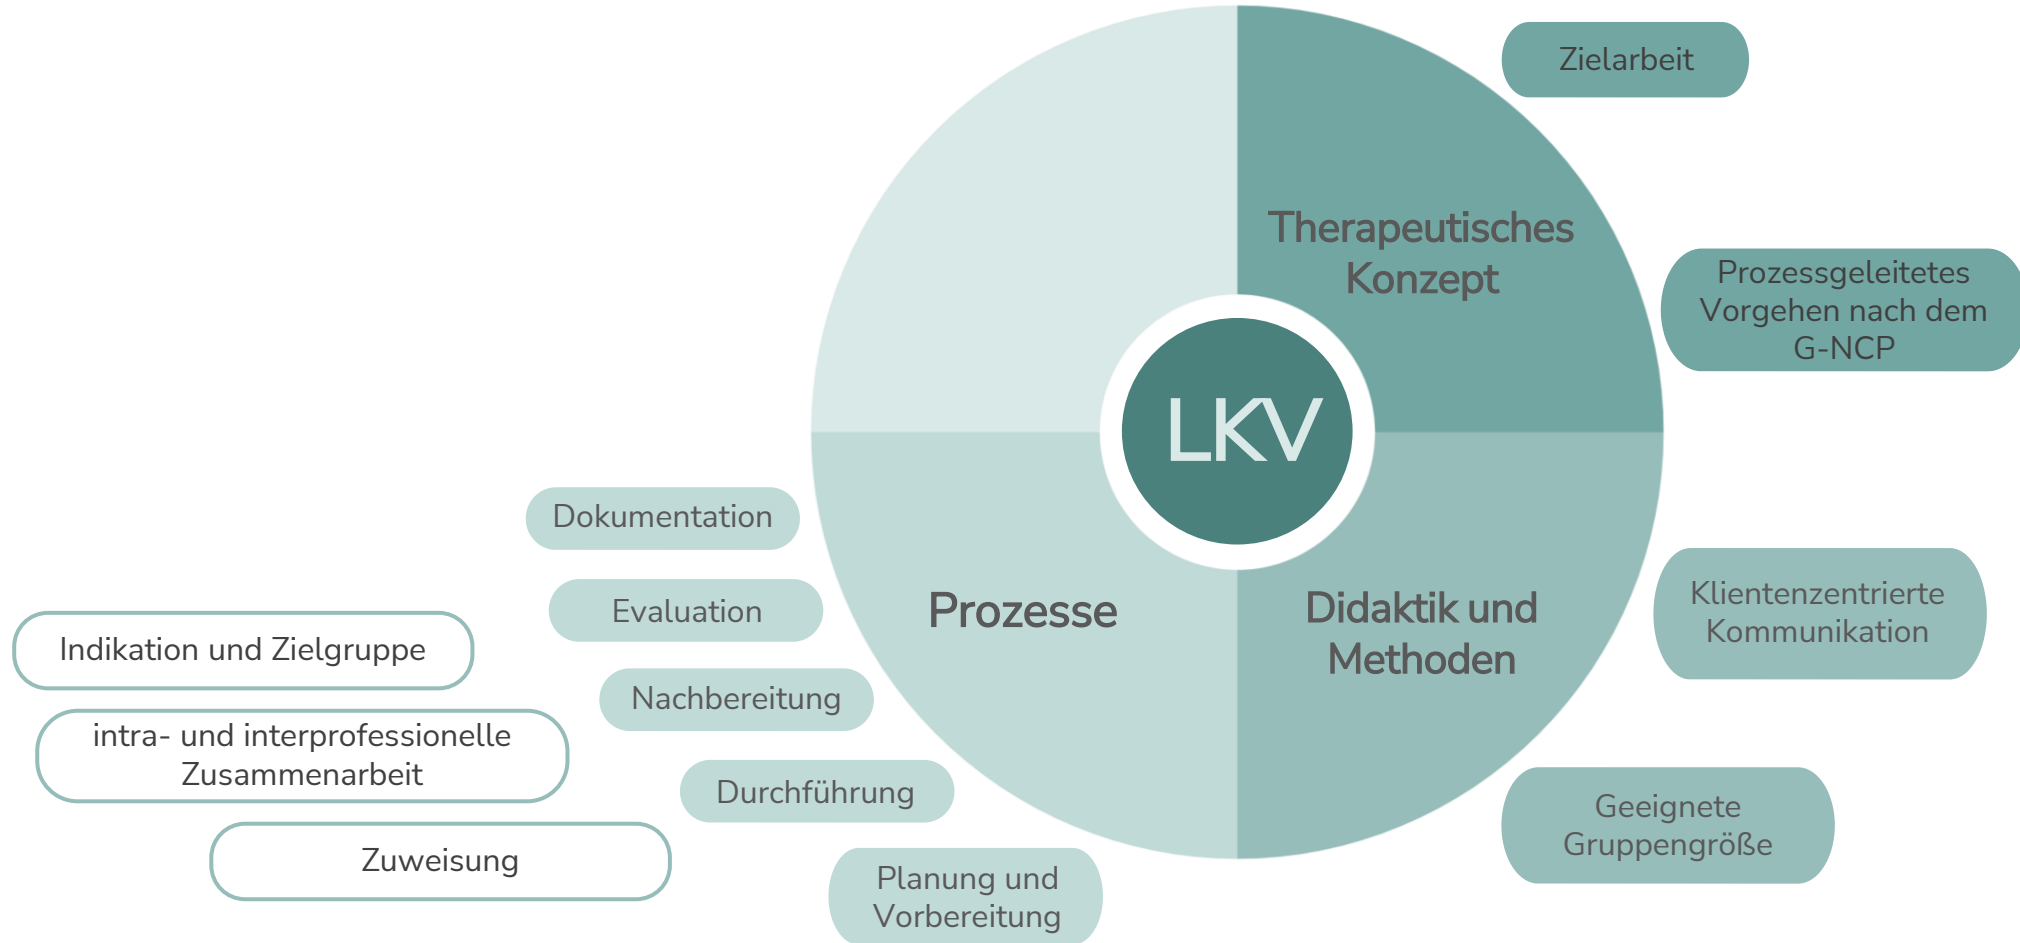 Zielarbeit
Therapeutisches
Konzept
Prozessgeleitetes
Vorgehen nach dem
G-NCP
LKV
Dokumentation
Evaluation
Prozesse
Didaktik und
Methoden
Klientenzentrierte
Kommunikation
Indikation und Zielgruppe
Nachbereitung
intra- und interprofessionelle
Zusammenarbeit
Durchführung
Geeignete
Gruppengröße
Zuweisung
Planung und
Vorbereitung